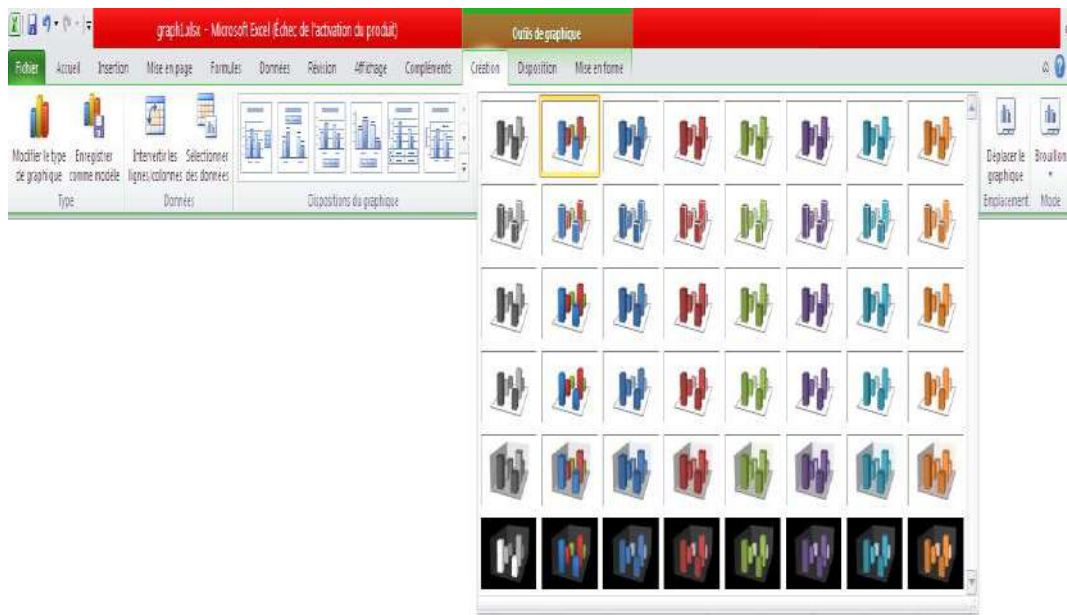 graph1.xlsx - Microsoft Excel (Échec de l'activation du produit)
Outils de graphique
Fichier Accueil Insertion Mise en page Formules Données Révision Affichage Compléments Création Disposition Mise en forme
Modifier le type de graphique
Enregistrer comme modèle
Intervertir les lignes/colonnes
Sélectionner des données
Déplacer le graphique
Brouillon
Type
Données
Dispositions du graphique
Emplacement
Mode